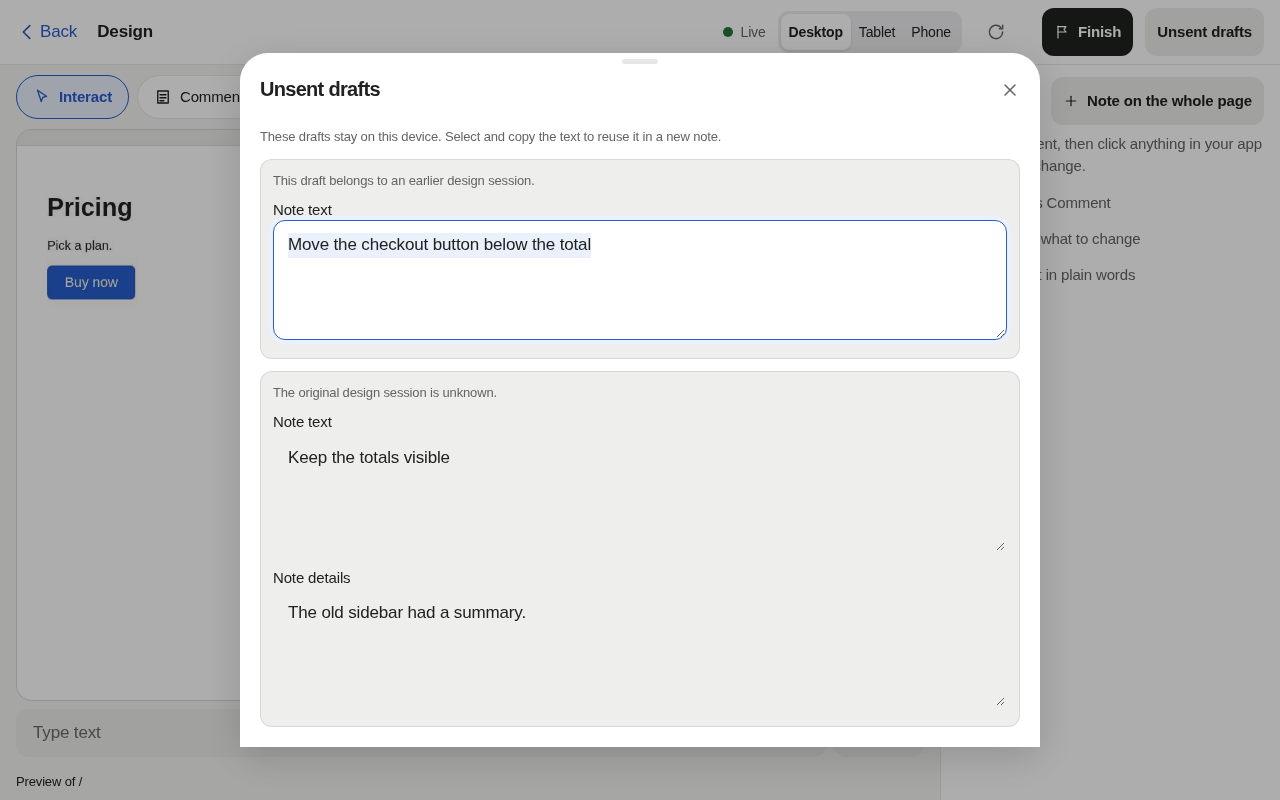 Back
Design
Live
Desktop
Tablet
Phone
Finish
Unsent drafts
Interact
Note on the whole page
Unsent drafts
These drafts stay on this device. Select and copy the text to reuse it in a new note.
This draft belongs to an earlier design session.
Note text
Move the checkout button below the total
The original design session is unknown.
Note text
Keep the totals visible
Note details
The old sidebar had a summary.
Pricing
Pick a plan.
Buy now
then click anything in your app
Comment
what to change
in plain words
Type text
Preview of /